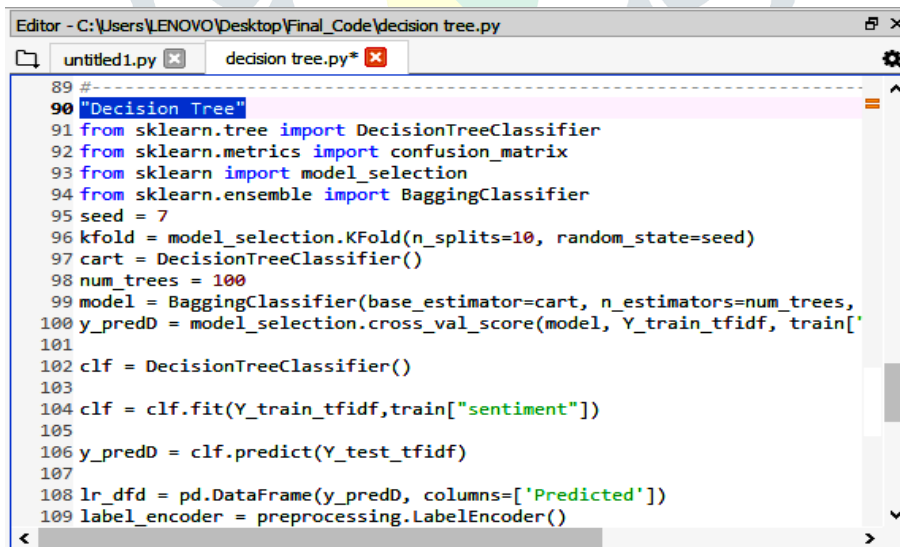 Editor - C:\Users\LENOVO\Desktop\Final_Code\decision tree.py
untitled1.py
decision tree.py*
89 #-----------------------------------------------------------------------------
90 "Decision Tree"
91 from sklearn.tree import DecisionTreeClassifier
92 from sklearn.metrics import confusion_matrix
93 from sklearn import model_selection
94 from sklearn.ensemble import BaggingClassifier
95 seed = 7
96 kfold = model_selection.KFold(n_splits=10, random_state=seed)
97 cart = DecisionTreeClassifier()
98 num_trees = 100
99 model = BaggingClassifier(base_estimator=cart, n_estimators=num_trees,
100 y_predD = model_selection.cross_val_score(model, Y_train_tfidf, train['
101
102 clf = DecisionTreeClassifier()
103
104 clf = clf.fit(Y_train_tfidf,train["sentiment"])
105
106 y_predD = clf.predict(Y_test_tfidf)
107
108 lr_dfd = pd.DataFrame(y_predD, columns=['Predicted'])
109 label_encoder = preprocessing.LabelEncoder()